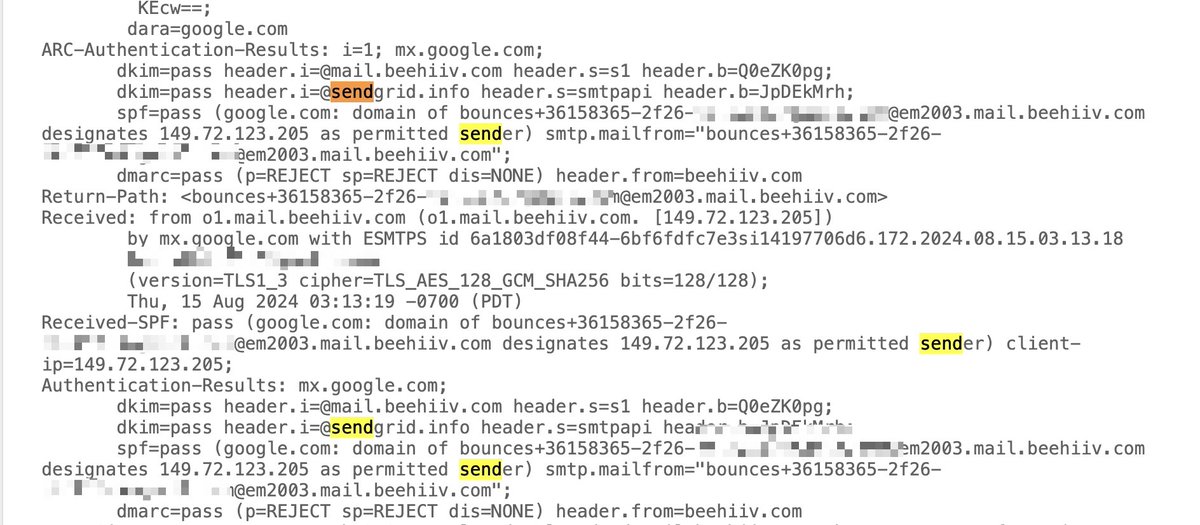 KEcw==;
dara=google.com
ARC-Authentication-Results: i=1; mx.google.com;
dkim=pass header.i=@mail.beehiiv.com header.s=s1 header.b=Q0eZK0pg;
dkim=pass header.i=@sendgrid.info header.s=smtpapi header.b=JpDEkMrh;
spf=pass (google.com: domain of bounces+36158365-2f26-@em2003.mail.beehiiv.com
designates 149.72.123.205 as permitted sender) smtp.mailfrom="bounces+36158365-2f26-
@em2003.mail.beehiiv.com";
dmarc=pass (p=REJECT sp=REJECT dis=NONE) header.from=beehiiv.com
Return-Path: <bounces+36158365-2f26-m@em2003.mail.beehiiv.com>
Received: from o1.mail.beehiiv.com (o1.mail.beehiiv.com. [149.72.123.205])
by mx.google.com with ESMTPS id 6a1803df08f44-6bf6fdfc7e3si14197706d6.172.2024.08.15.03.13.18
(version=TLS1_3 cipher=TLS_AES_128_GCM_SHA256 bits=128/128);
Thu, 15 Aug 2024 03:13:19 -0700 (PDT)
Received-SPF: pass (google.com: domain of bounces+36158365-2f26-
@em2003.mail.beehiiv.com designates 149.72.123.205 as permitted sender) client-
ip=149.72.123.205;
Authentication-Results: mx.google.com;
dkim=pass header.i=@mail.beehiiv.com header.s=s1 header.b=Q0eZK0pg;
dkim=pass header.i=@sendgrid.info header.s=smtpapi
spf=pass (google.com: domain of bounces+36158365-2f26-em2003.mail.beehiiv.com
designates 149.72.123.205 as permitted sender) smtp.mailfrom="bounces+36158365-2f26-
@em2003.mail.beehiiv.com";
dmarc=pass (p=REJECT sp=REJECT dis=NONE) header.from=beehiiv.com